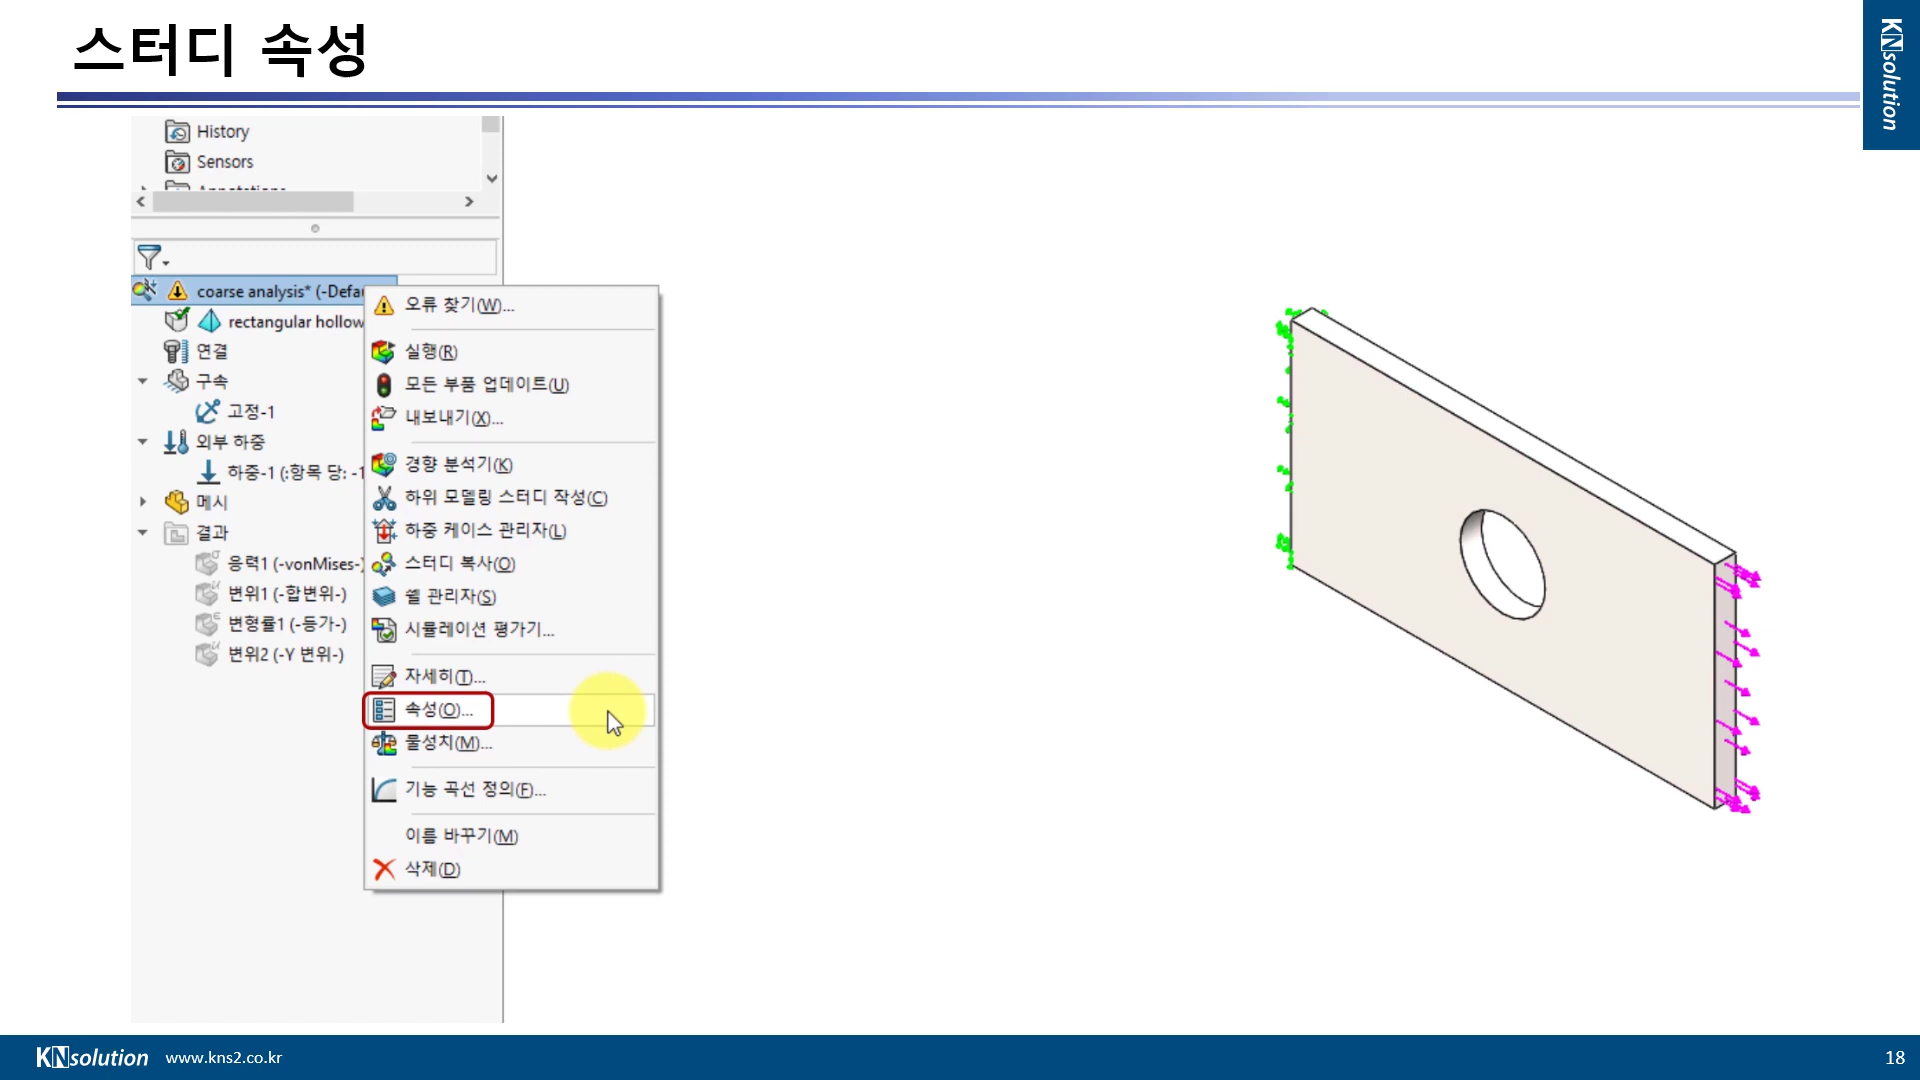 스터디 속성
KNsolution
History
Sensors
Annotations
coarse analysis* (-Defau
rectangular hollow
연결
구속
고정-1
외부 하중
하중-1 (:항목 당: -1
메시
결과
응력1 (-vonMises-)
변위1 (-합변위-)
변형률1 (-등가-)
변위2 (-Y 변위-)
오류 찾기(W)...
실행(R)
모든 부품 업데이트(U)
내보내기(X)...
경향 분석기(K)
하위 모델링 스터디 작성(C)
하중 케이스 관리자(L)
스터디 복사(O)
쉘 관리자(S)
시뮬레이션 평가기...
자세히(T)...
속성(O)...
물성치(M)...
기능 곡선 정의(F)...
이름 바꾸기(M)
삭제(D)
KNsolution www.kns2.co.kr
18